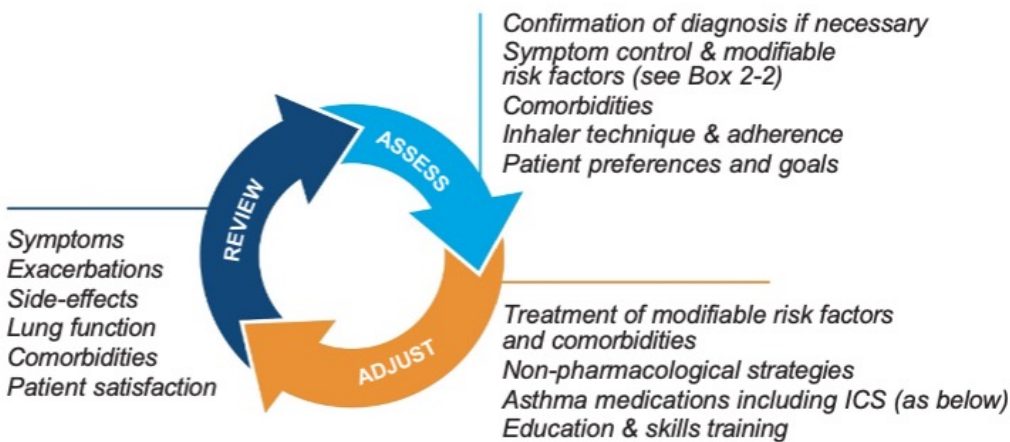 Confirmation of diagnosis if necessary
Symptom control & modifiable
risk factors (see Box 2-2)
Comorbidities
Inhaler technique & adherence
Patient preferences and goals
ASSESS
REVIEW
Symptoms
Exacerbations
Side-effects
Lung function
Comorbidities
Patient satisfaction
ADJUST
Treatment of modifiable risk factors
and comorbidities
Non-pharmacological strategies
Asthma medications including ICS (as below)
Education & skills training